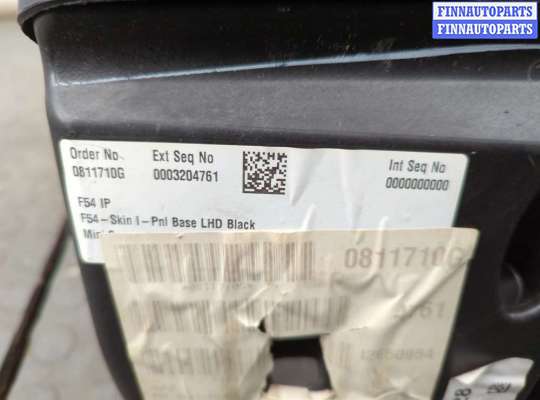 FINNAUTOPARTS
FINNAUTOPARTS
FINNAUTOPARTS
Order No Ext Seq No Int Seq No
0811710G 0003204761 0000000000
F54 IP
F54-Skin I-Pnl Base LHD Black
0811710G